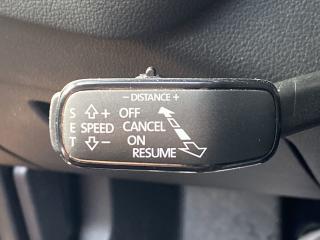 − DISTANCE +
S + OFF
E SPEED CANCEL
T − ON
RESUME